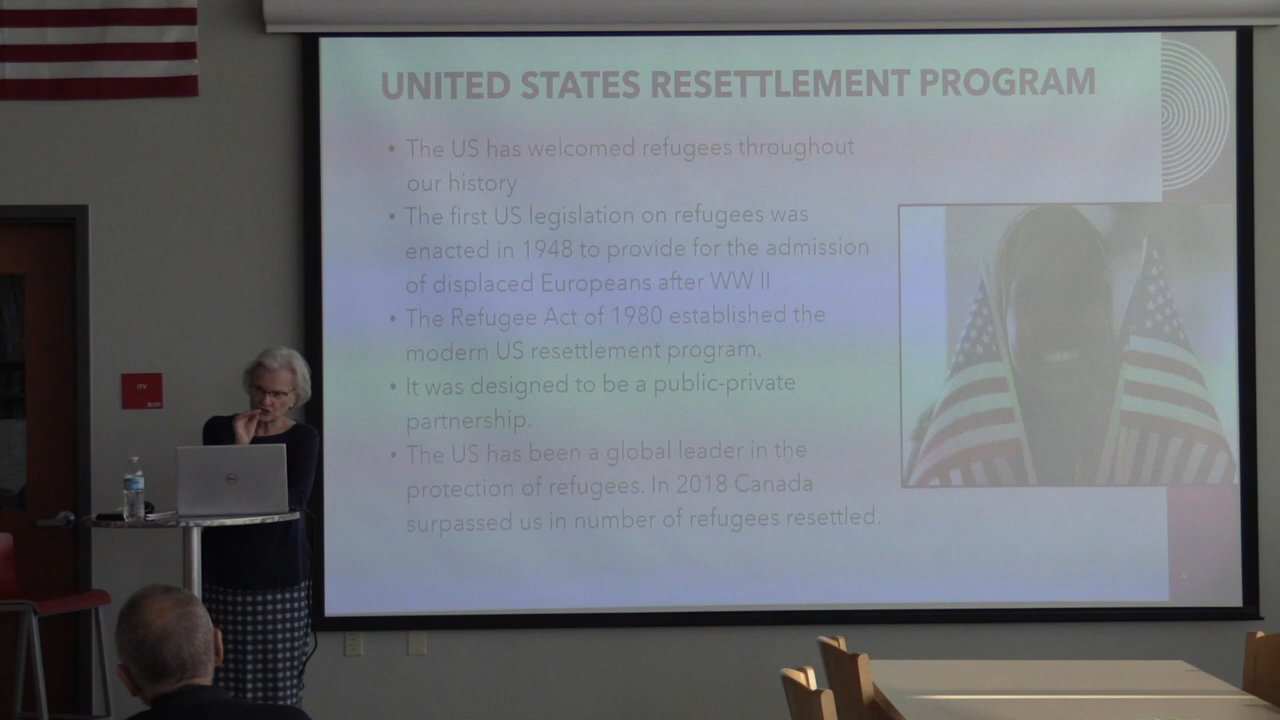 UNITED STATES RESETTLEMENT PROGRAM
• The US has welcomed refugees throughout
our history
• The first US legislation on refugees was
enacted in 1948 to provide for the admission
of displaced Europeans after WW II
• The Refugee Act of 1980 established the
modern US resettlement program.
• It was designed to be a public-private
partnership.
• The US has been a global leader in the
protection of refugees. In 2018 Canada
surpassed us in number of refugees resettled.
ITV
DELL